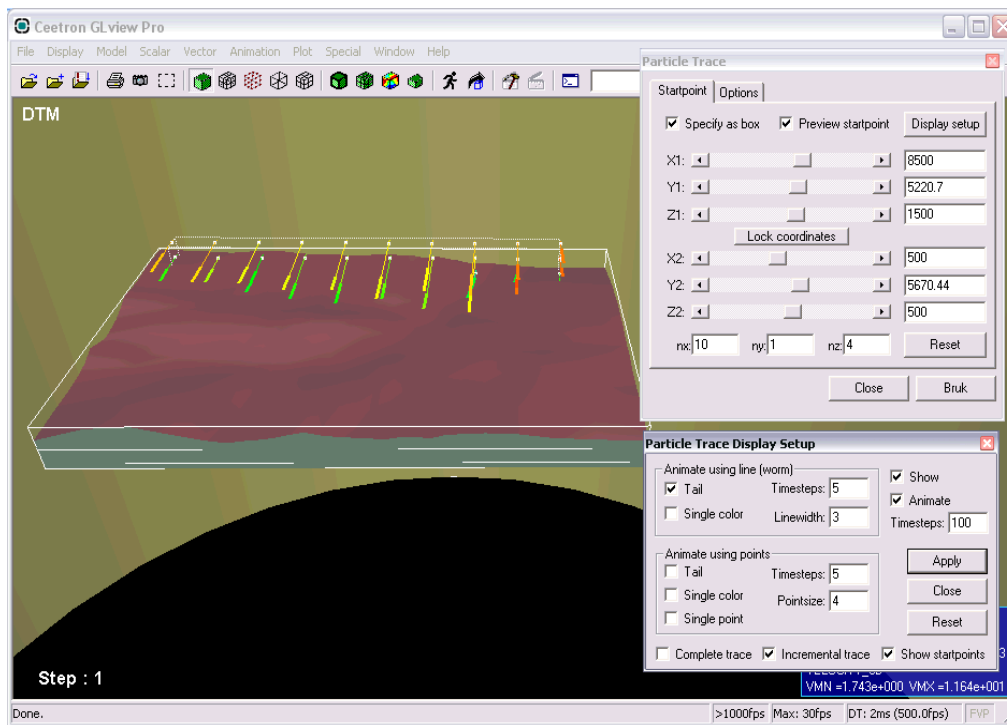 Ceetron GLview Pro
File Display Model Scalar Vector Animation Plot Special Window Help
DTM
Step : 1
Particle Trace
Startpoint Options
Specify as box Preview startpoint Display setup
X1: 8500
Y1: 5220.7
Z1: 1500
Lock coordinates
X2: 500
Y2: 5670.44
Z2: 500
nx: 10 ny: 1 nz: 4 Reset
Close Bruk
Particle Trace Display Setup
Animate using line (worm)
Tail Timesteps: 5
Single color Linewidth: 3
Show
Animate
Timesteps: 100
Animate using points
Tail Timesteps: 5
Single color Pointsize: 4
Single point
Apply
Close
Reset
Complete trace Incremental trace Show startpoints
VMN =1.743e+000 VMX =1.164e+001
Done. >1000fps Max: 30fps DT: 2ms (500.0fps) FVP